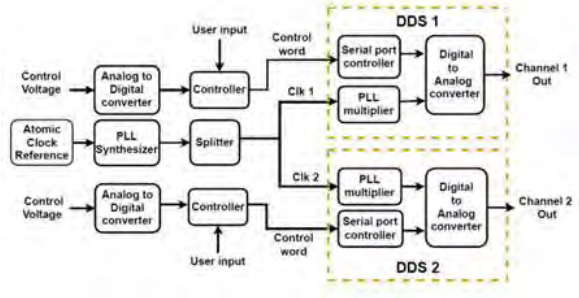 DDS 1
User input
Control
word
Serial port
controller
Digital
to
Analog
converter
Channel 1
Out
Control
Voltage
Analog to
Digital
converter
Controller
Clk 1
PLL
multiplier
Atomic
Clock
Reference
PLL
Synthesizer
Splitter
Clk 2
PLL
multiplier
Digital
to
Analog
converter
Channel 2
Out
Control
Voltage
Analog to
Digital
converter
Controller
Serial port
controller
Control
word
User input
DDS 2